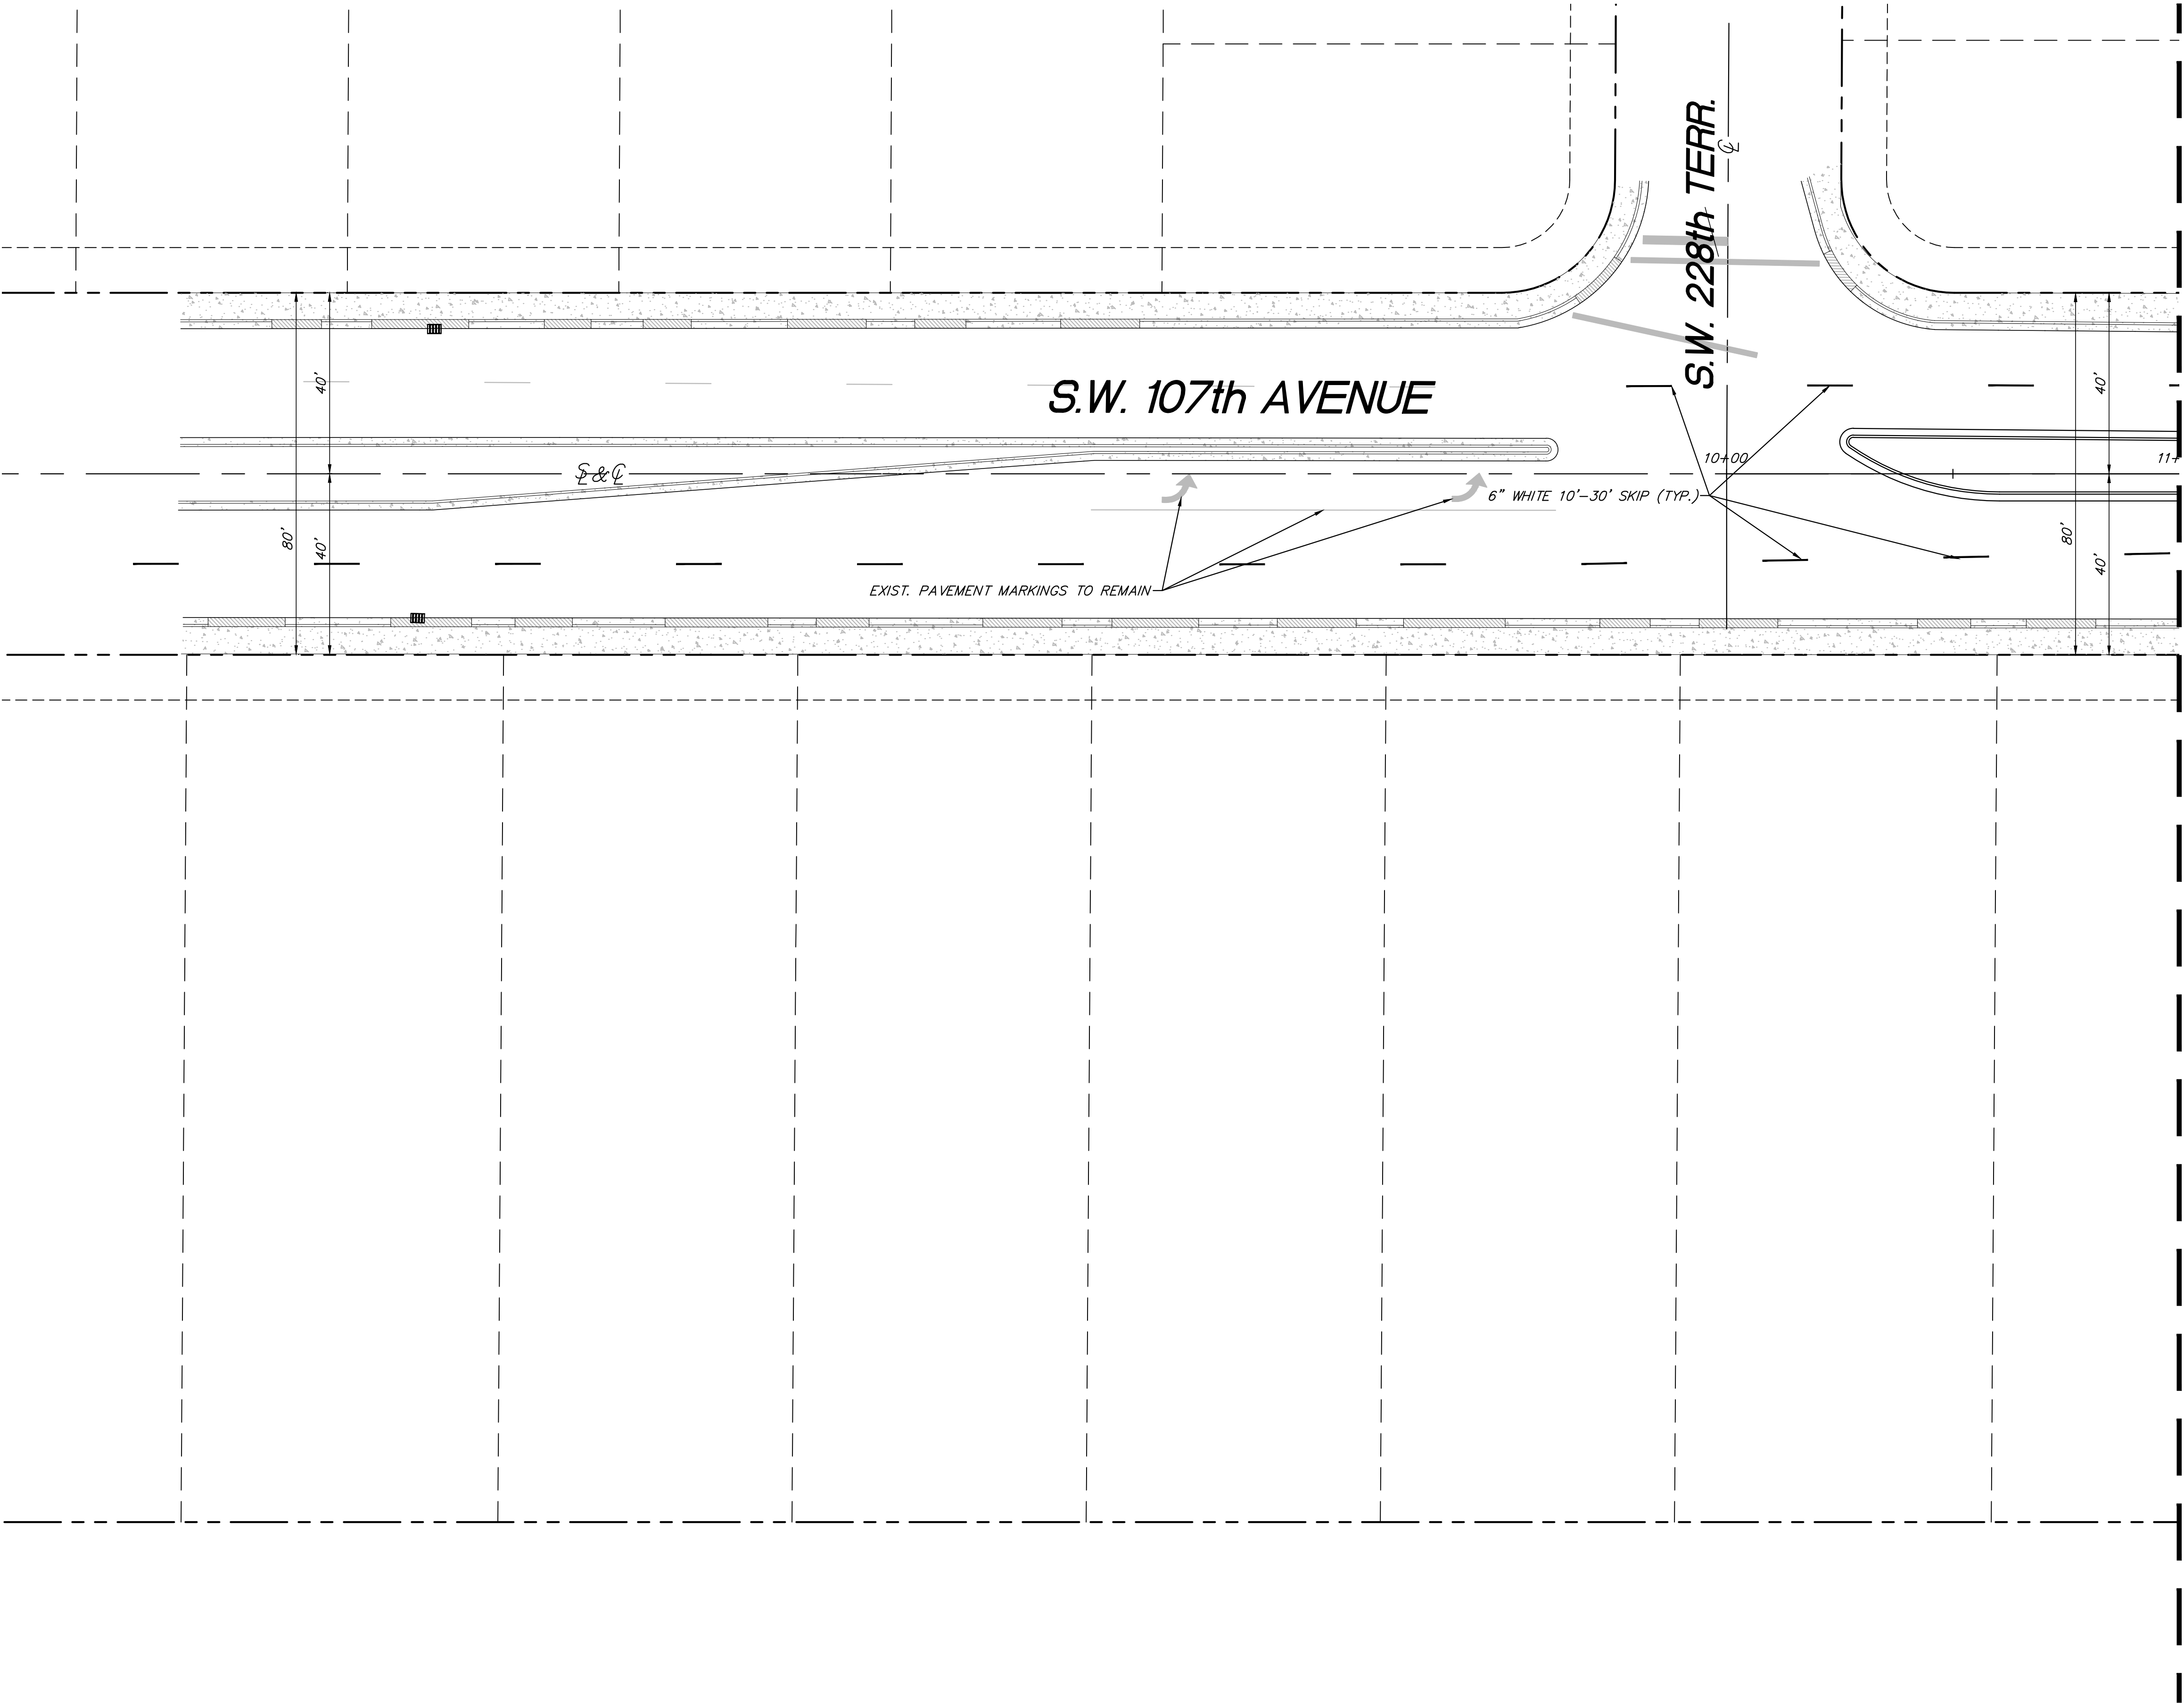 S.W. 228th TERR.
℄
40'
40'
S.W. 107th AVENUE
10+00
11+
&℄
6" WHITE 10'-30' SKIP (TYP.)
80'
40'
80'
40'
EXIST. PAVEMENT MARKINGS TO REMAIN